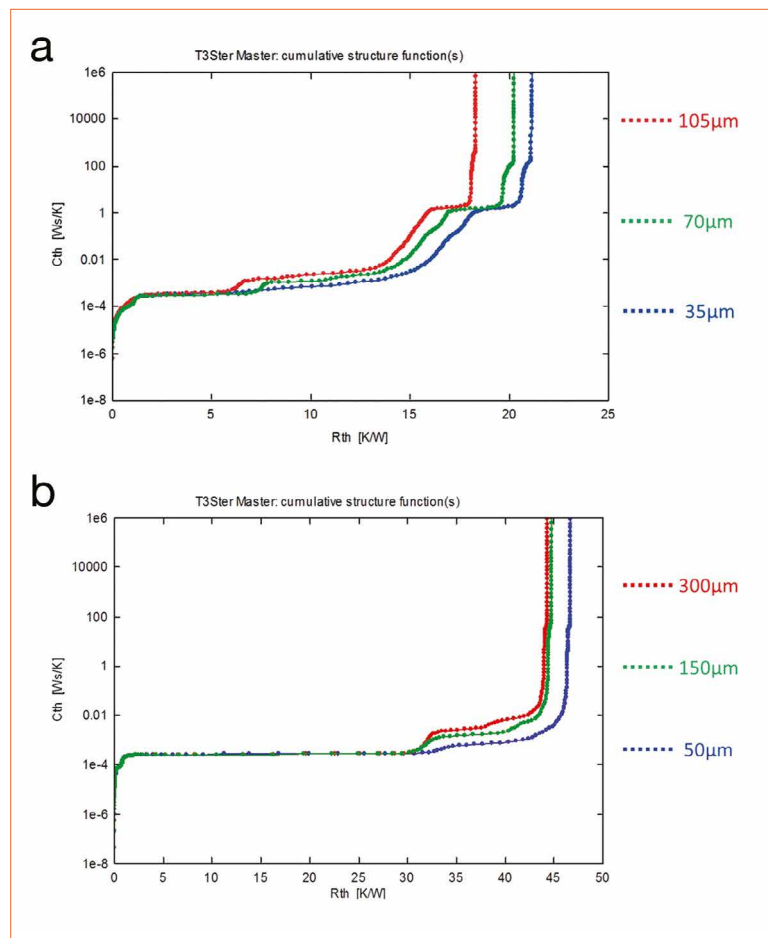 a
T3Ster Master: cumulative structure function(s)
1e6
10000
100
1
0.01
1e-4
1e-6
1e-8
Cth [Ws/K]
0
5
10
15
20
25
Rth [K/W]
105μm
70μm
35μm
b
T3Ster Master: cumulative structure function(s)
1e6
10000
100
1
0.01
1e-4
1e-6
1e-8
Cth [Ws/K]
0
5
10
15
20
25
30
35
40
45
50
Rth [K/W]
300μm
150μm
50μm